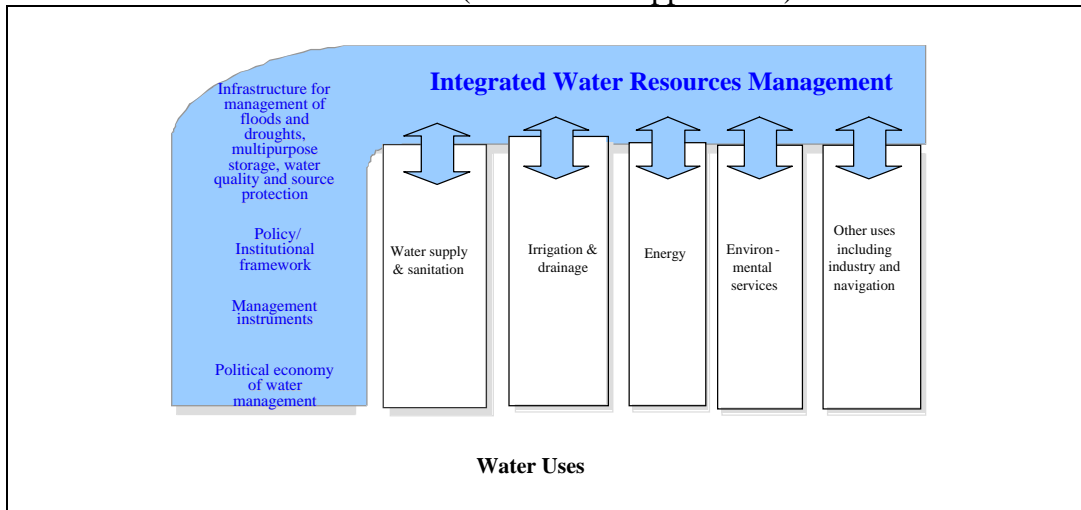 Integrated Water Resources Management
Infrastructure for
management of
floods and
droughts,
multipurpose
storage, water
quality and source
protection
Policy/
Institutional
framework
Management
instruments
Political economy
of water
management
Water supply
& sanitation
Irrigation &
drainage
Energy
Environ-
mental
services
Other uses
including
industry and
navigation
Water Uses